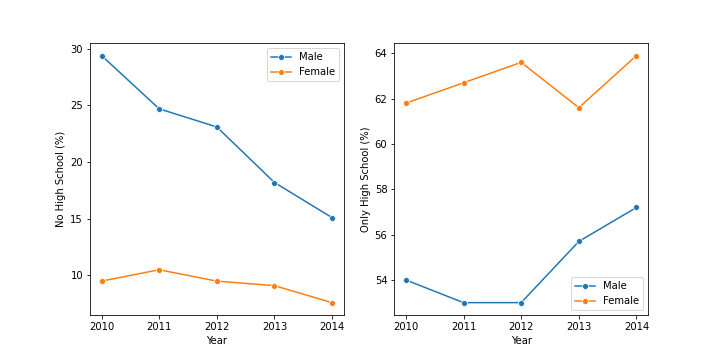 30
25
20
15
10
No High School (%)
Male
Female
2010 2011 2012 2013 2014
Year
64
62
60
58
56
54
Only High School (%)
Male
Female
2010 2011 2012 2013 2014
Year